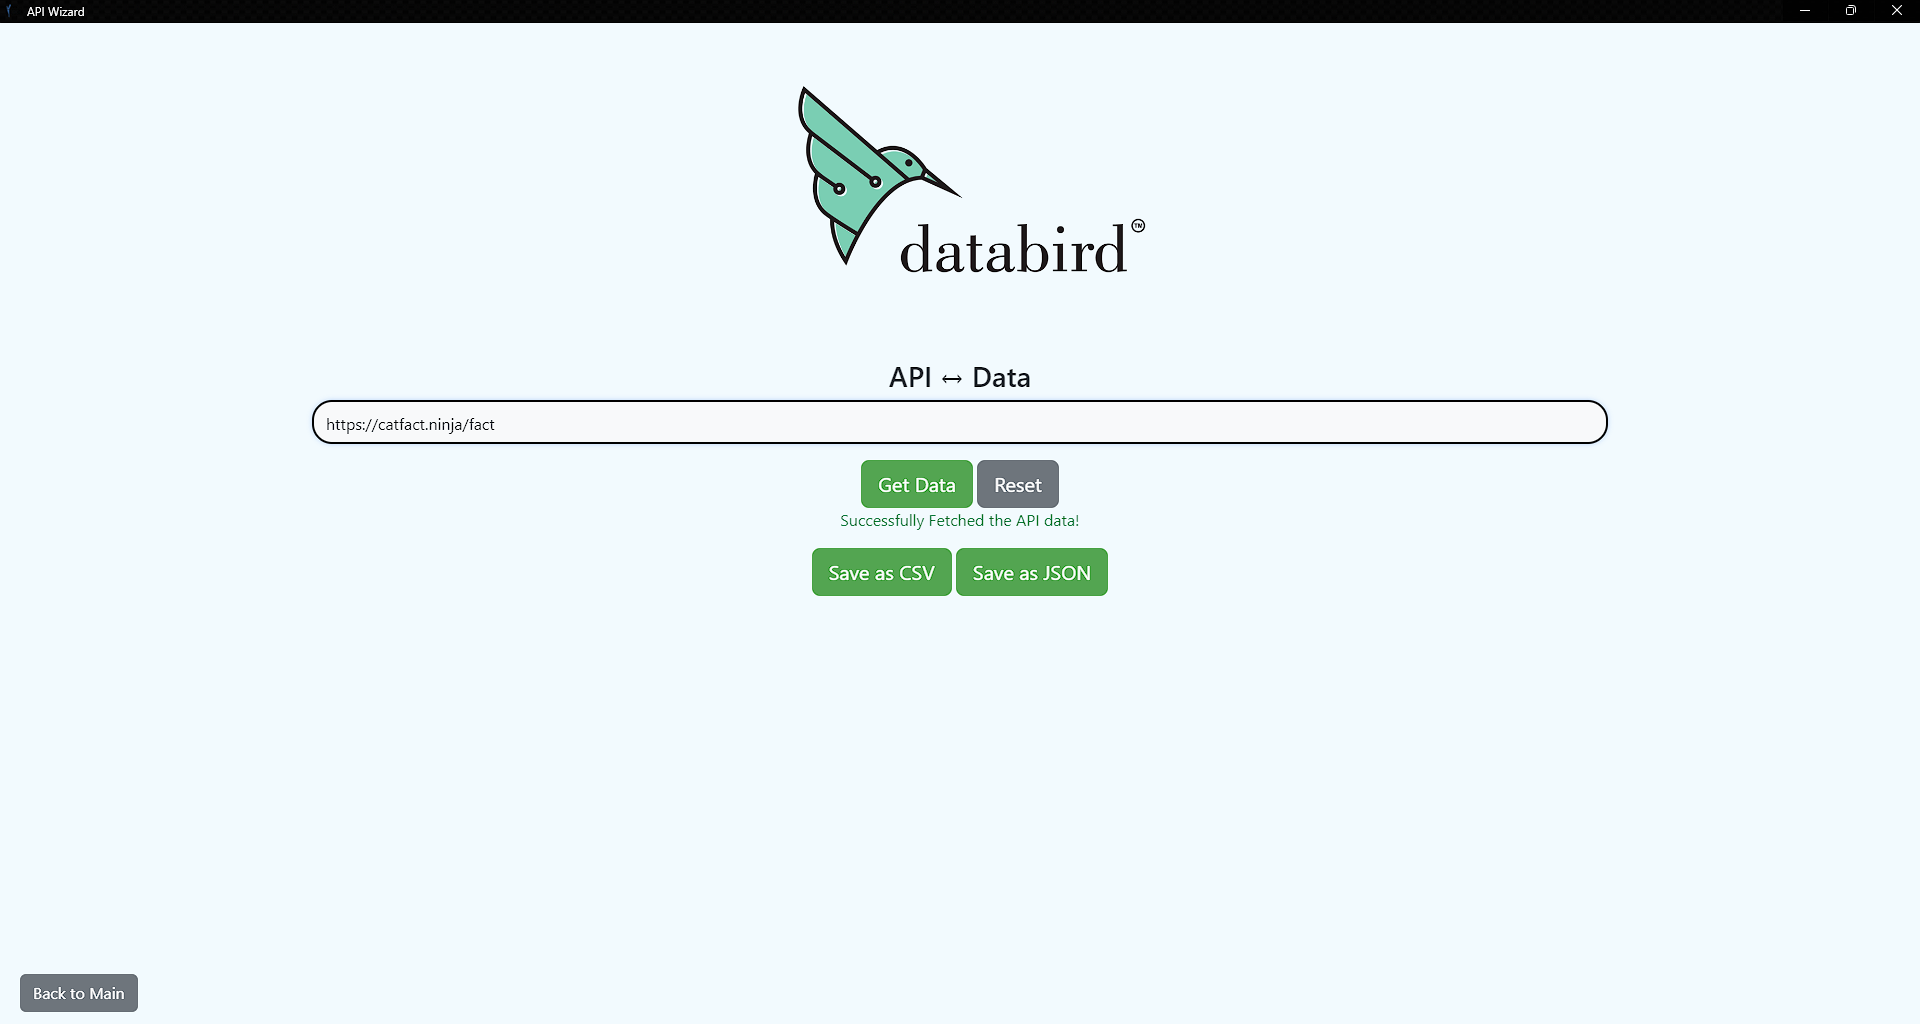 API Wizard
databird™
API ↔ Data
https://catfact.ninja/fact
Get Data Reset
Successfully Fetched the API data!
Save as CSV Save as JSON
Back to Main